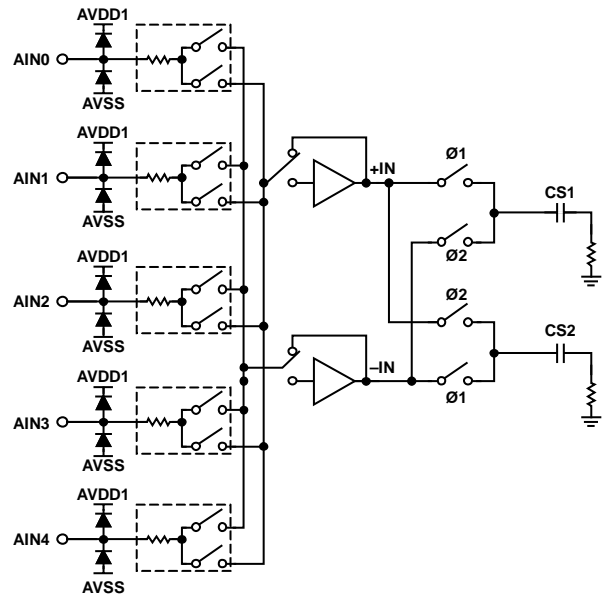 AVDD1
AIN0
AVSS
AVDD1
AIN1
AVSS
AVDD1
AIN2
AVSS
AVDD1
AIN3
AVSS
AVDD1
AIN4
AVSS
+IN
–IN
Ø1
Ø2
Ø2
Ø1
CS1
CS2